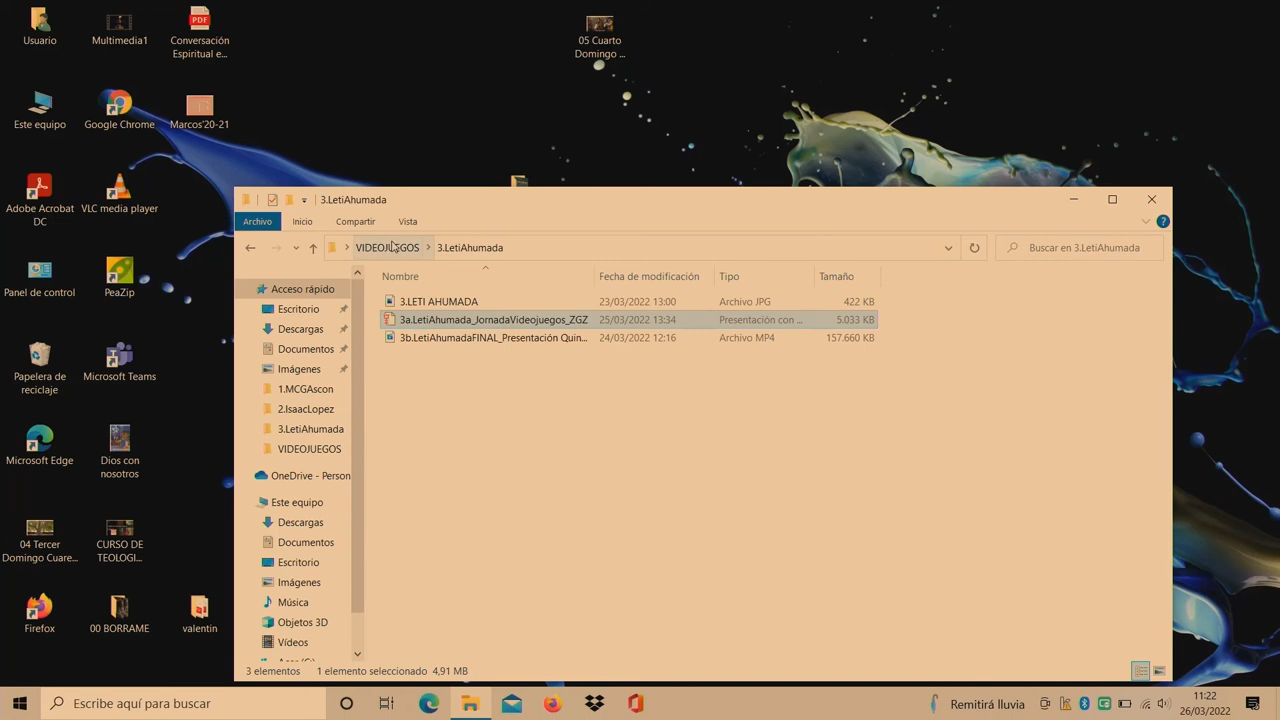 Usuario
Multimedia1
Conversación
Espiritual e...
PDF
05 Cuarto
Domingo ...
Este equipo
Google Chrome
Marcos'20-21
Adobe Acrobat
DC
VLC media player
Panel de control
PeaZip
Papelera de
reciclaje
Microsoft Teams
Microsoft Edge
Dios con
nosotros
04 Tercer
Domingo Cuare...
CURSO DE
TEOLOGI...
Firefox
00 BORRAME
valentin
3.LetiAhumada
Archivo
Inicio
Compartir
Vista
VIDEOJUEGOS
3.LetiAhumada
Buscar en 3.LetiAhumada
Nombre
Fecha de modificación
Tipo
Tamaño
3.LETI AHUMADA 23/03/2022 13:00 Archivo JPG 422 KB
3a.LetiAhumada_JornadaVideojuegos_ZGZ 25/03/2022 13:34 Presentación con ... 5.033 KB
3b.LetiAhumadaFINAL_Presentación Quin... 24/03/2022 12:16 Archivo MP4 157.660 KB
Acceso rápido
Escritorio
Descargas
Documentos
Imágenes
1.MCGAscon
2.IsaacLopez
3.LetiAhumada
VIDEOJUEGOS
OneDrive - Person
Este equipo
Descargas
Documentos
Escritorio
Imágenes
Música
Objetos 3D
Vídeos
3 elementos
1 elemento seleccionado 4,91 MB
Escribe aquí para buscar
Remitirá lluvia
11:22
26/03/2022